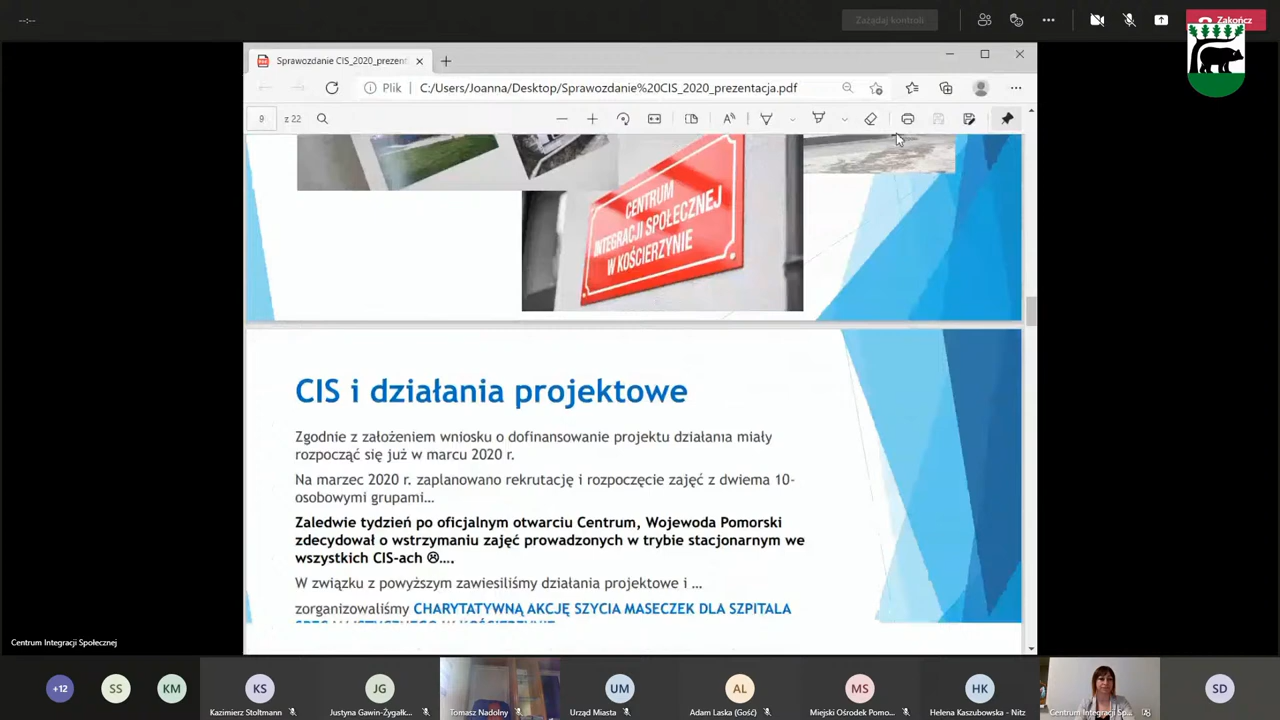 --:--
Zażądaj kontroli
Zakończ
Sprawozdanie CIS_2020_prezent
Plik
C:/Users/Joanna/Desktop/Sprawozdanie%20CIS_2020_prezentacja.pdf
9 z 22
CENTRUM
INTEGRACJI SPOŁECZNEJ
W KOŚCIERZYNIE
CIS i działania projektowe
Zgodnie z założeniem wniosku o dofinansowanie projektu działania miały
rozpocząć się już w marcu 2020 r.
Na marzec 2020 r. zaplanowano rekrutację i rozpoczęcie zajęć z dwiema 10-
osobowymi grupami…
Zaledwie tydzień po oficjalnym otwarciu Centrum, Wojewoda Pomorski
zdecydował o wstrzymaniu zajęć prowadzonych w trybie stacjonarnym we
wszystkich CIS-ach ☹….
W związku z powyższym zawiesiliśmy działania projektowe i …
zorganizowaliśmy CHARYTATYWNĄ AKCJĘ SZYCIA MASECZEK DLA SZPITALA
Centrum Integracji Społecznej
+12
SS
KM
KS
Kazimierz Stoltmann
JG
Justyna Gawin-Żygałk...
Tomasz Nadolny
UM
Urząd Miasta
AL
Adam Laska (Gość)
MS
Miejski Ośrodek Pomo...
HK
Helena Kaszubowska - Nitz
Centrum Integracji Sp...
SD